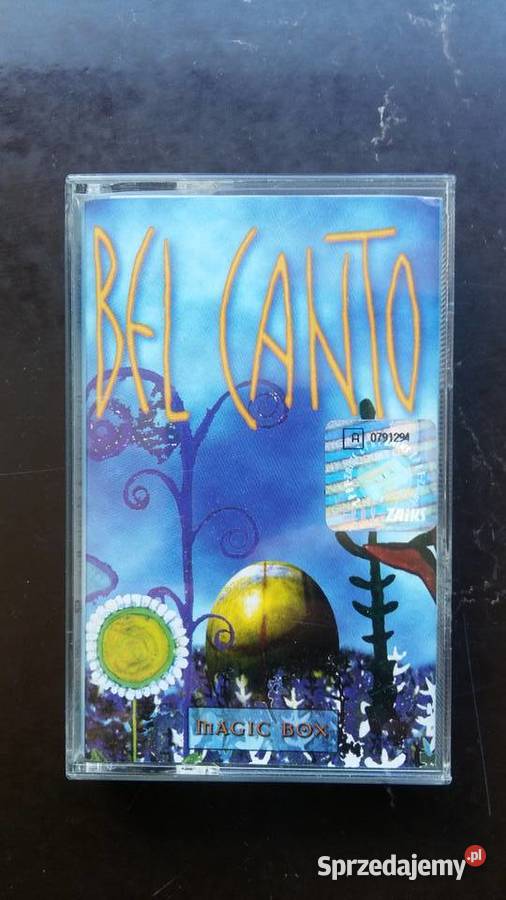 BEL CANTO
A 0791294
ZAIKS
MAGIC BOX
Sprzedajemy.pl